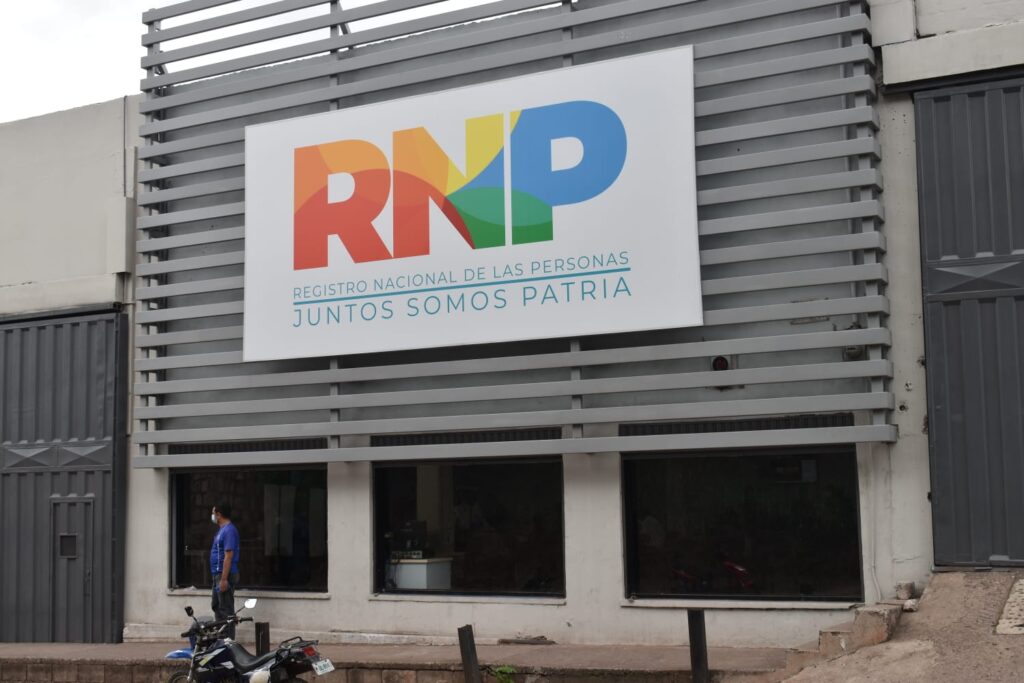 RNP
REGISTRO NACIONAL DE LAS PERSONAS
JUNTOS SOMOS PATRIA